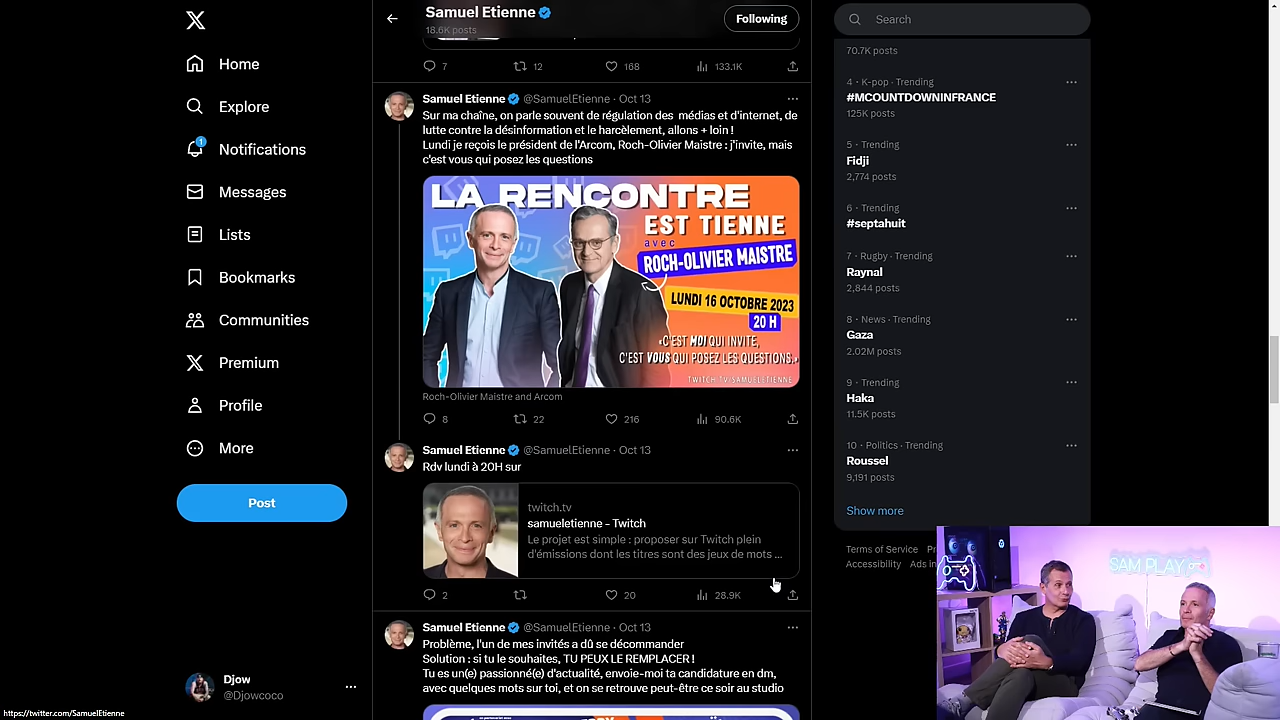 Home
Explore
1
Notifications
Messages
Lists
Bookmarks
Communities
Premium
Profile
More
Post
Djow
@Djowcoco
https://twitter.com/SamuelEtienne
Samuel Etienne
18.6K posts
Following
7 12 168 133.1K
Samuel Etienne @SamuelEtienne · Oct 13
Sur ma chaîne, on parle souvent de régulation des médias et d'internet, de
lutte contre la désinformation et le harcèlement, allons + loin !
Lundi je reçois le président de l'Arcom, Roch-Olivier Maistre : j'invite, mais
c'est vous qui posez les questions
LA RENCONTRE
EST TIENNE
avec
ROCH-OLIVIER MAISTRE
LUNDI 16 OCTOBRE 2023
20 H
«C'EST MOI QUI INVITE,
C'EST VOUS QUI POSEZ LES QUESTIONS.»
TWITCH.TV/SAMUELETIENNE
Roch-Olivier Maistre and Arcom
8 22 216 90.6K
Samuel Etienne @SamuelEtienne · Oct 13
Rdv lundi à 20H sur
twitch.tv
samueletienne - Twitch
Le projet est simple : proposer sur Twitch plein
d'émissions dont les titres sont des jeux de mots ...
2 20 28.9K
Samuel Etienne @SamuelEtienne · Oct 13
Problème, l'un de mes invités a dû se décommander
Solution : si tu le souhaites, TU PEUX LE REMPLACER !
Tu es un(e) passionné(e) d'actualité, envoie-moi ta candidature en dm,
avec quelques mots sur toi, et on se retrouve peut-être ce soir au studio
Search
70.7K posts
4 · K-pop · Trending
#MCOUNTDOWNINFRANCE
125K posts
5 · Trending
Fidji
2,774 posts
6 · Trending
#septahuit
7 · Rugby · Trending
Raynal
2,844 posts
8 · News · Trending
Gaza
2.02M posts
9 · Trending
Haka
11.5K posts
10 · Politics · Trending
Roussel
9,191 posts
Show more
Terms of Service
Accessibility Ads
SAM PLAY